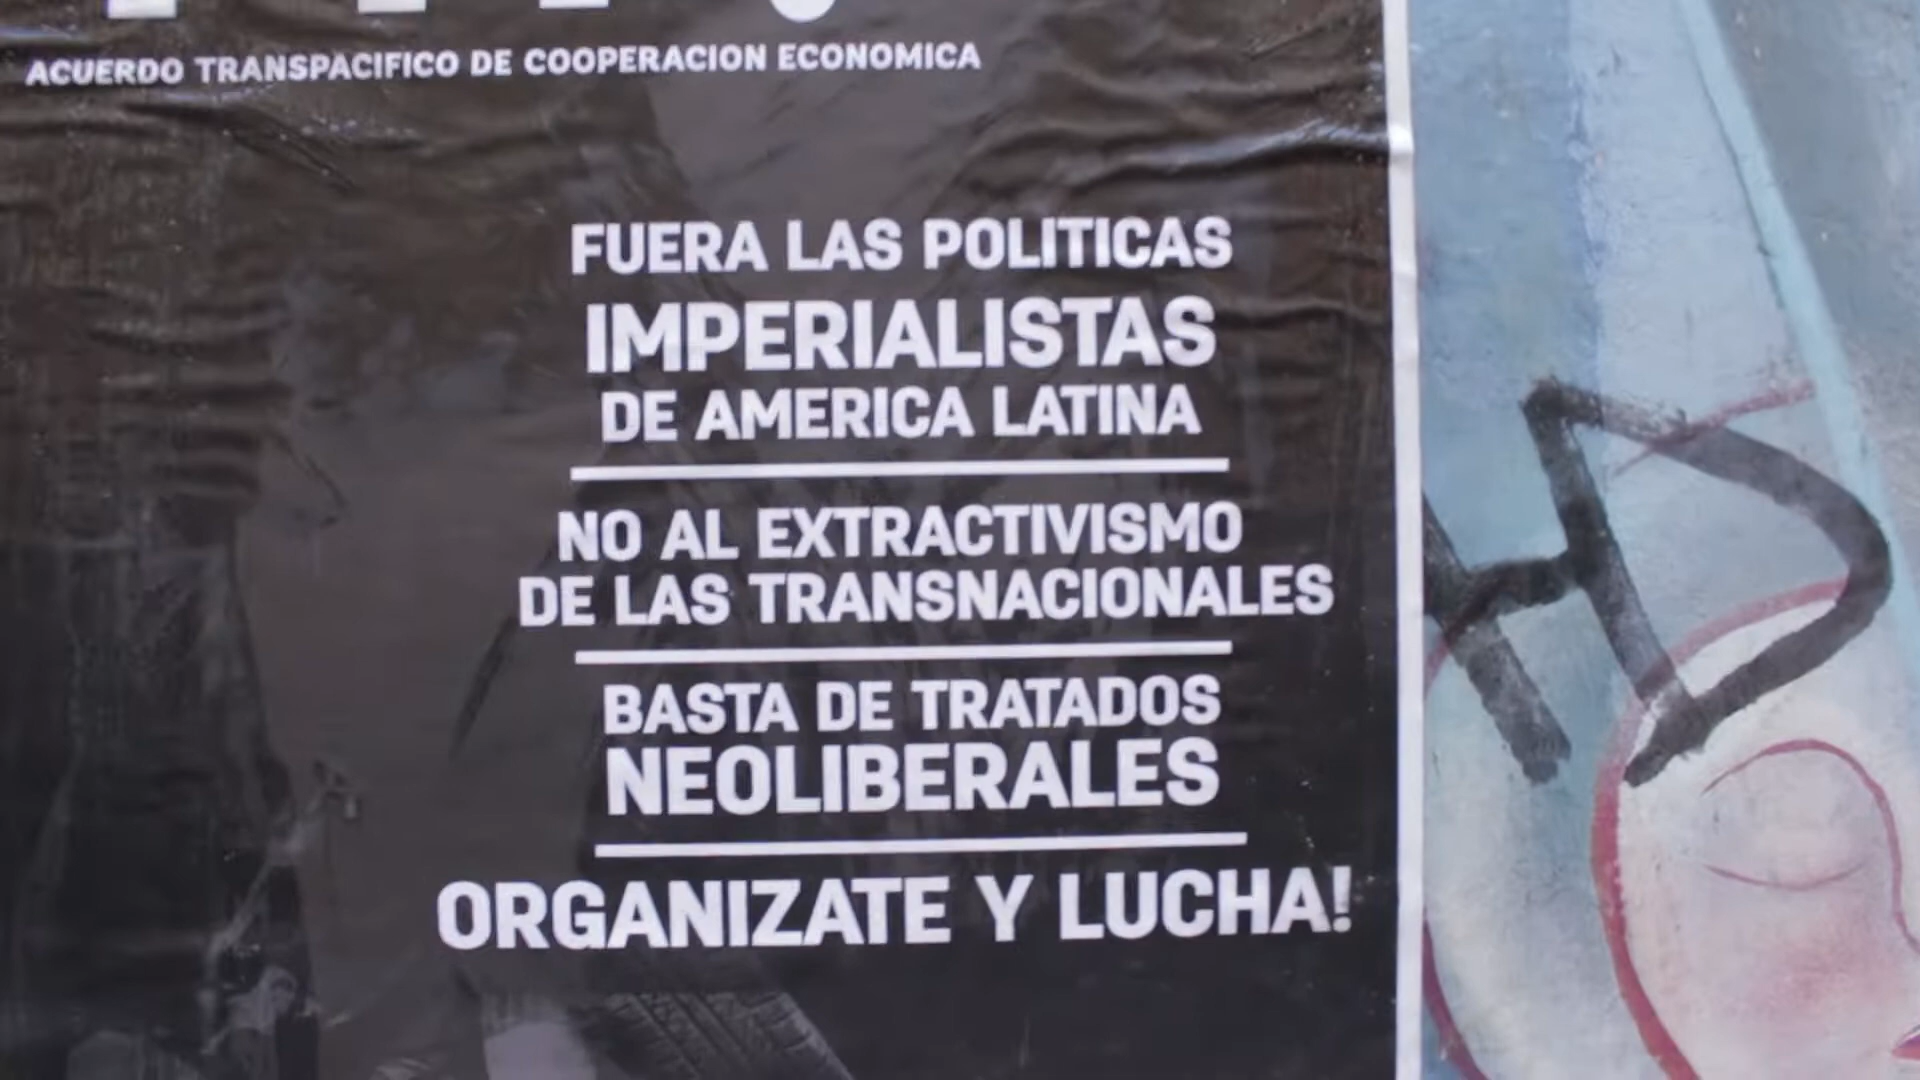 ACUERDO TRANSPACIFICO DE COOPERACION ECONOMICA
FUERA LAS POLITICAS
IMPERIALISTAS
DE AMERICA LATINA
NO AL EXTRACTIVISMO
DE LAS TRANSNACIONALES
BASTA DE TRATADOS
NEOLIBERALES
ORGANIZATE Y LUCHA!